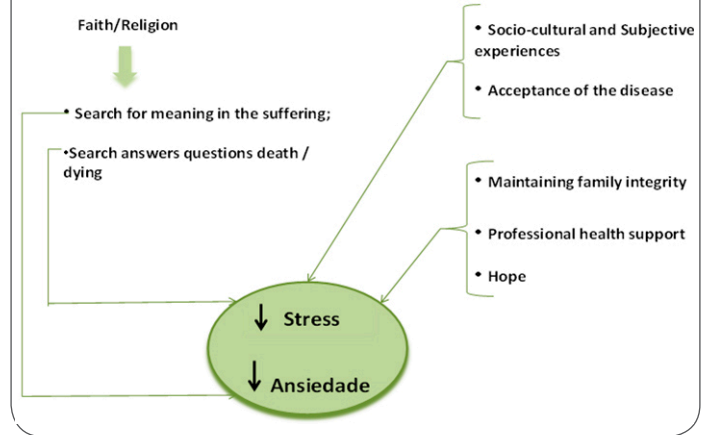 Faith/Religion
• Search for meaning in the suffering;
•Search answers questions death /
dying
• Socio-cultural and Subjective
experiences
• Acceptance of the disease
• Maintaining family integrity
• Professional health support
• Hope
↓ Stress
↓ Ansiedade